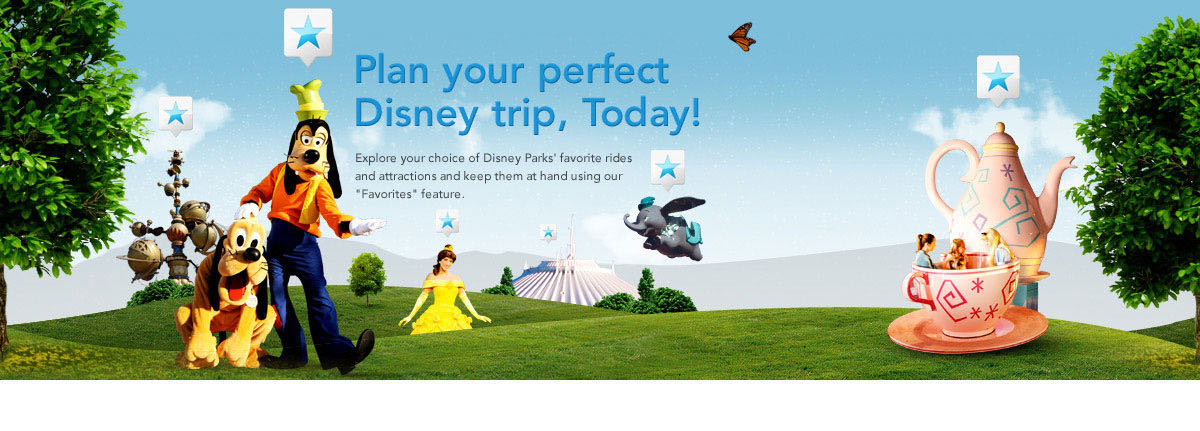 Plan your perfect
Disney trip, Today!
Explore your choice of Disney Parks' favorite rides
and attractions and keep them at hand using our
"Favorites" feature.